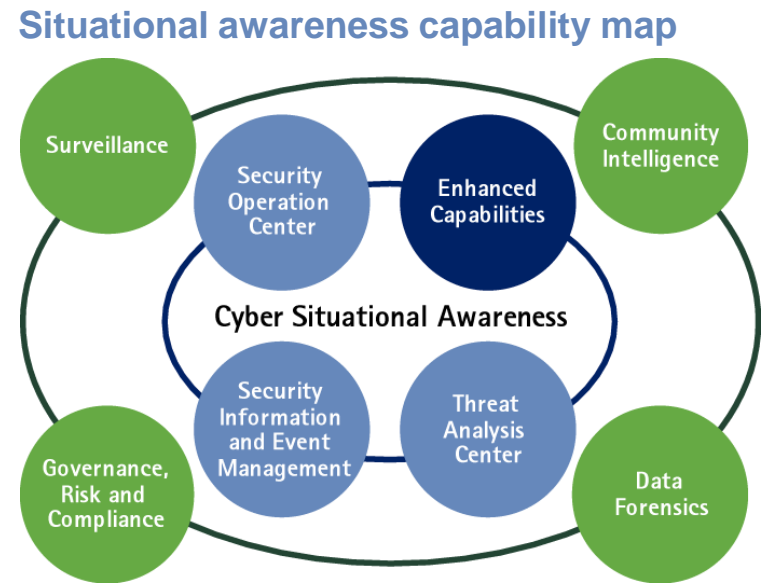 Situational awareness capability map
Surveillance
Community
Intelligence
Security
Operation
Center
Enhanced
Capabilities
Cyber Situational Awareness
Security
Information
and Event
Management
Threat
Analysis
Center
Governance,
Risk and
Compliance
Data
Forensics